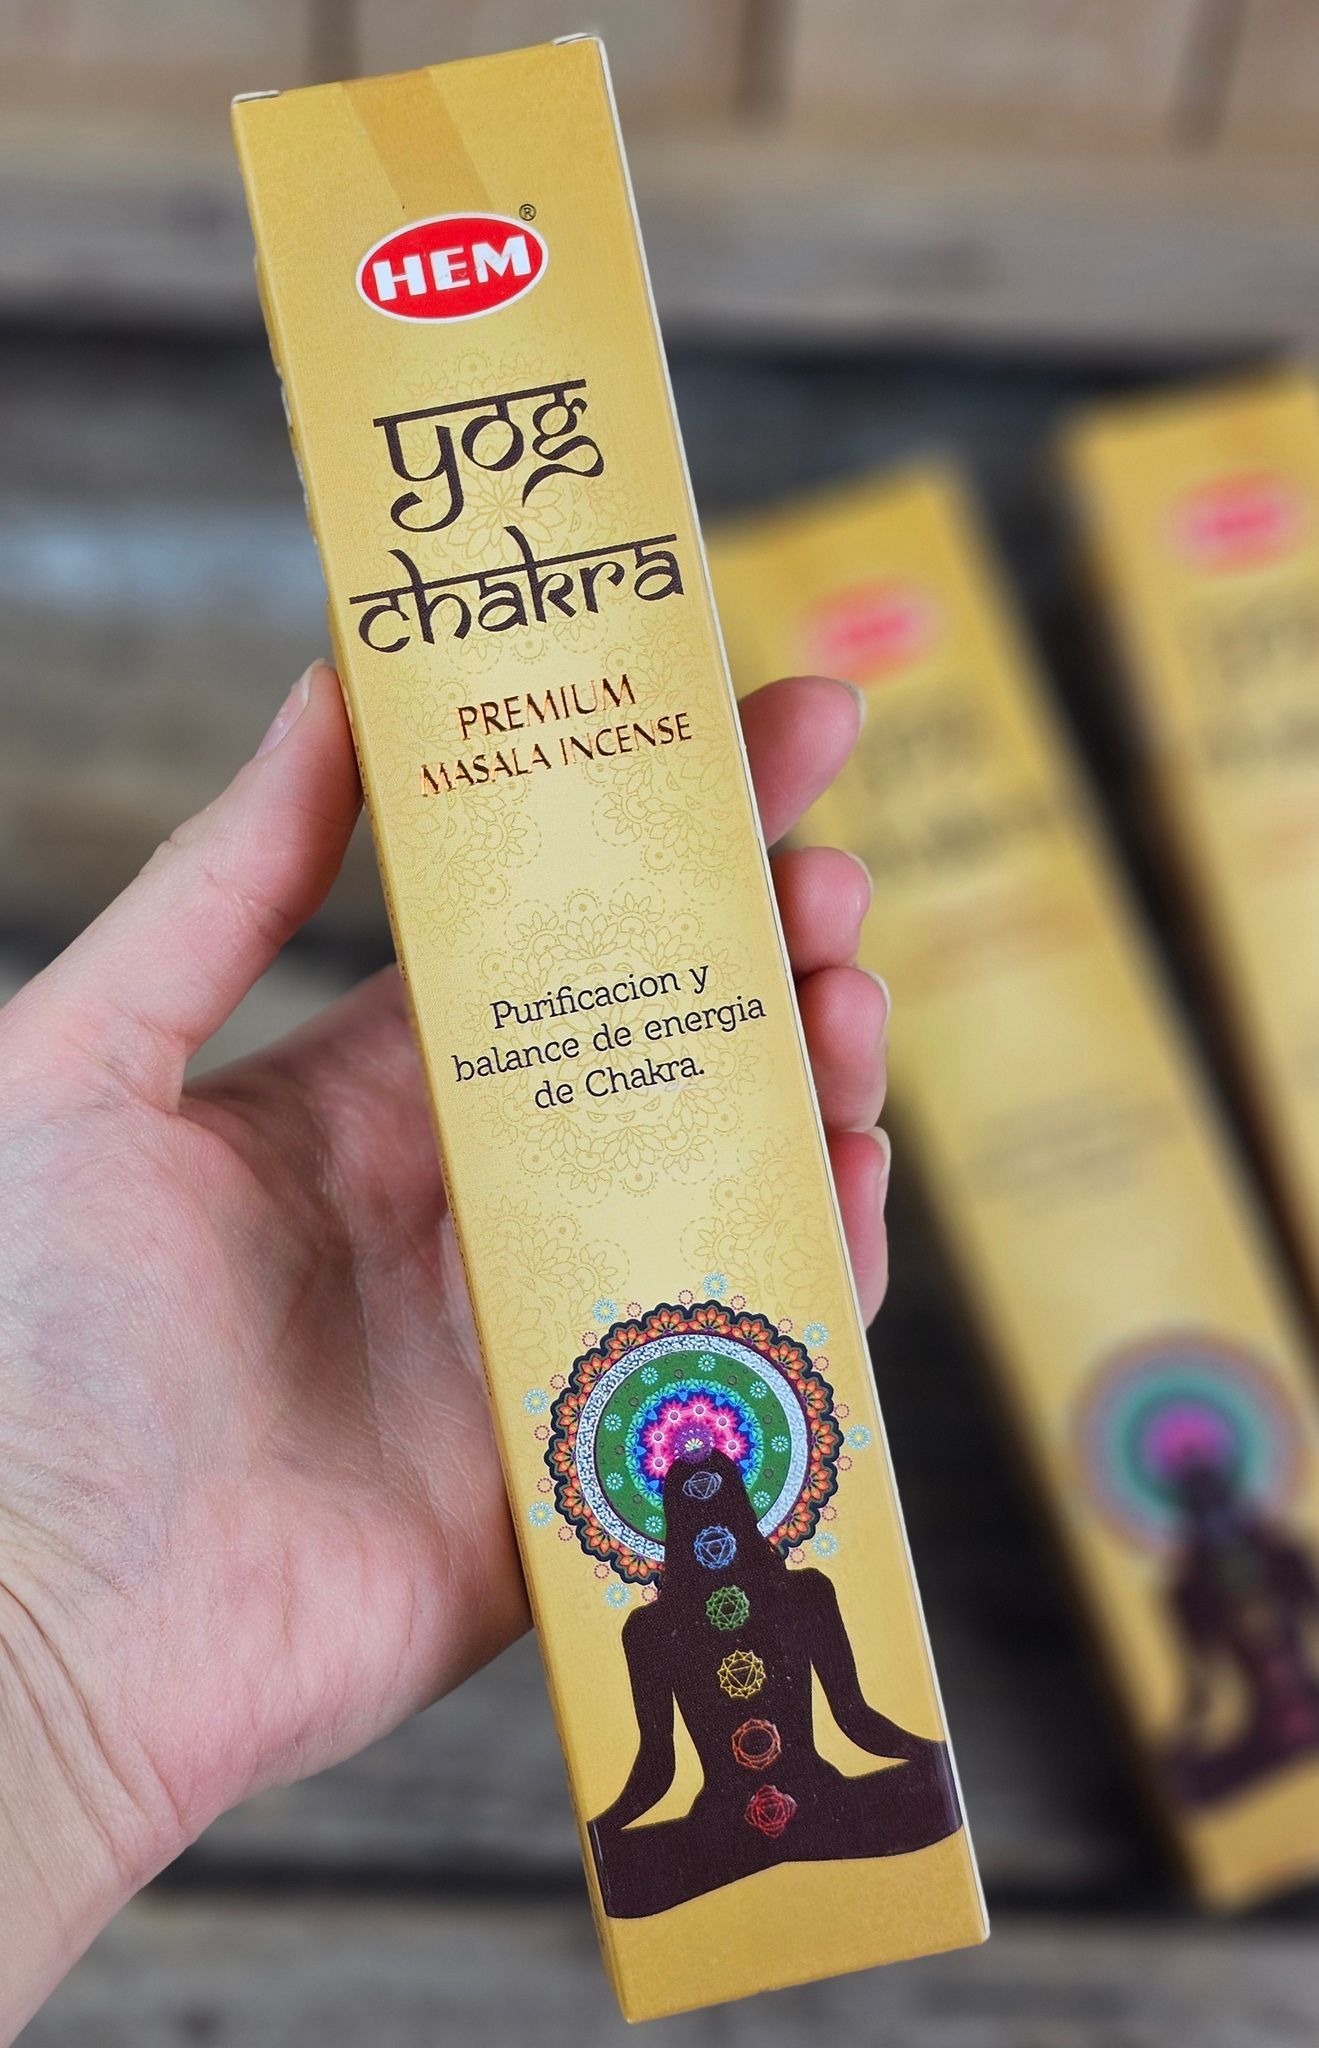 HEM®
yog
chakra
PREMIUM
MASALA INCENSE
Purificacion y
balance de energia
de Chakra.